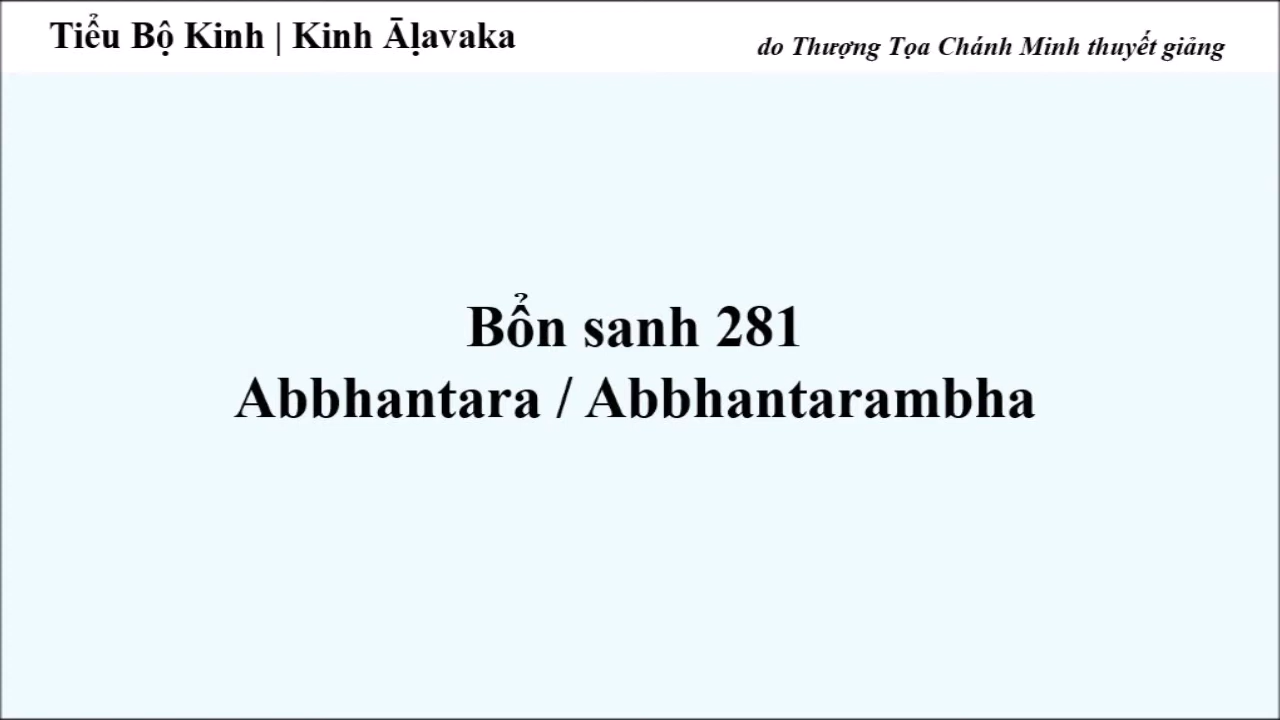 Tiểu Bộ Kinh | Kinh Āḷavaka
do Thượng Tọa Chánh Minh thuyết giảng
Bổn sanh 281
Abbhantara / Abbhantarambha